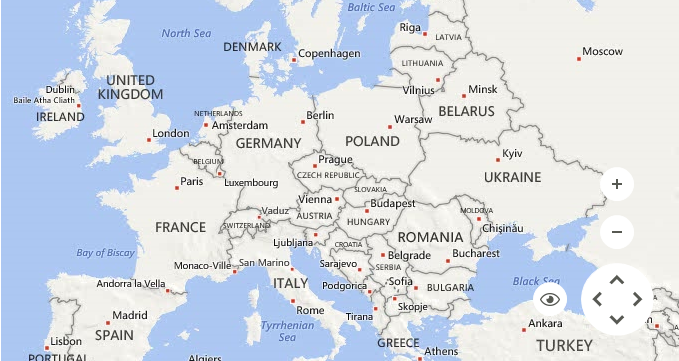 Baltic Sea
Riga
LATVIA
North Sea
DENMARK
Copenhagen
Moscow
LITHUANIA
Vilnius
Minsk
UNITED
KINGDOM
Dublin
Baile Atha Cliath
IRELAND
NETHERLANDS
Amsterdam
Berlin
Warsaw
BELARUS
London
GERMANY
POLAND
Kyiv
BELGIUM
Prague
CZECH REPUBLIC
UKRAINE
Paris
Luxembourg
SLOVAKIA
Vienna
Budapest
Vaduz
AUSTRIA
HUNGARY
MOLDOVA
Chișinău
FRANCE
SWITZERLAND
Ljubljana
CROATIA
ROMANIA
Bay of Biscay
Monaco-Ville
San Marino
Sarajevo
Belgrade
Bucharest
SERBIA
Andorra la Vella
ITALY
Podgorica
Sofia
BULGARIA
Black Sea
Skopje
Madrid
Rome
Tirana
SPAIN
Tyrrhenian
Sea
Ankara
Lisbon
GREECE
TURKEY
PORTUGAL
Algiers
Athens